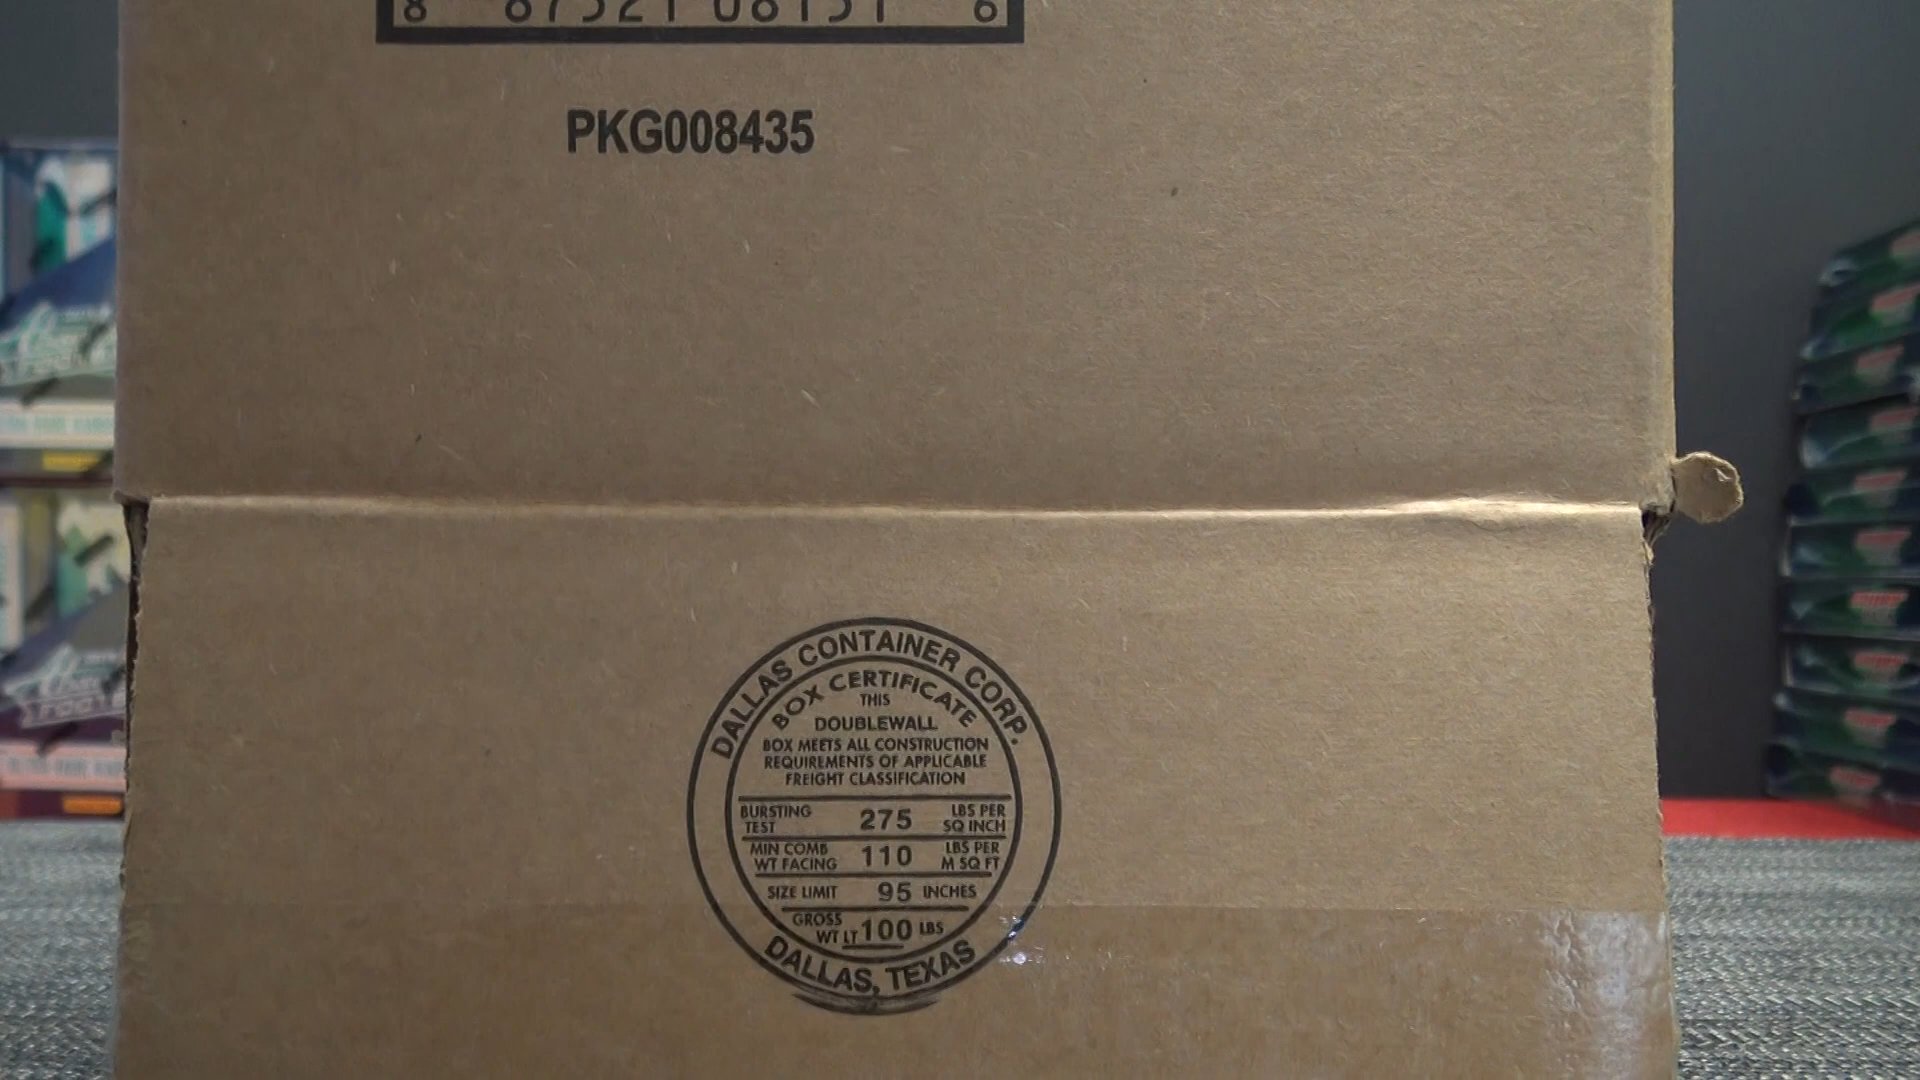 PKG008435
DALLAS CONTAINER CORP.
BOX CERTIFICATE
THIS
DOUBLEWALL
BOX MEETS ALL CONSTRUCTION
REQUIREMENTS OF APPLICABLE
FREIGHT CLASSIFICATION
BURSTING TEST 275 LBS PER SQ INCH
MIN COMB WT FACING 110 LBS PER M SQ FT
SIZE LIMIT 95 INCHES
GROSS WT LT 100 LBS
DALLAS, TEXAS